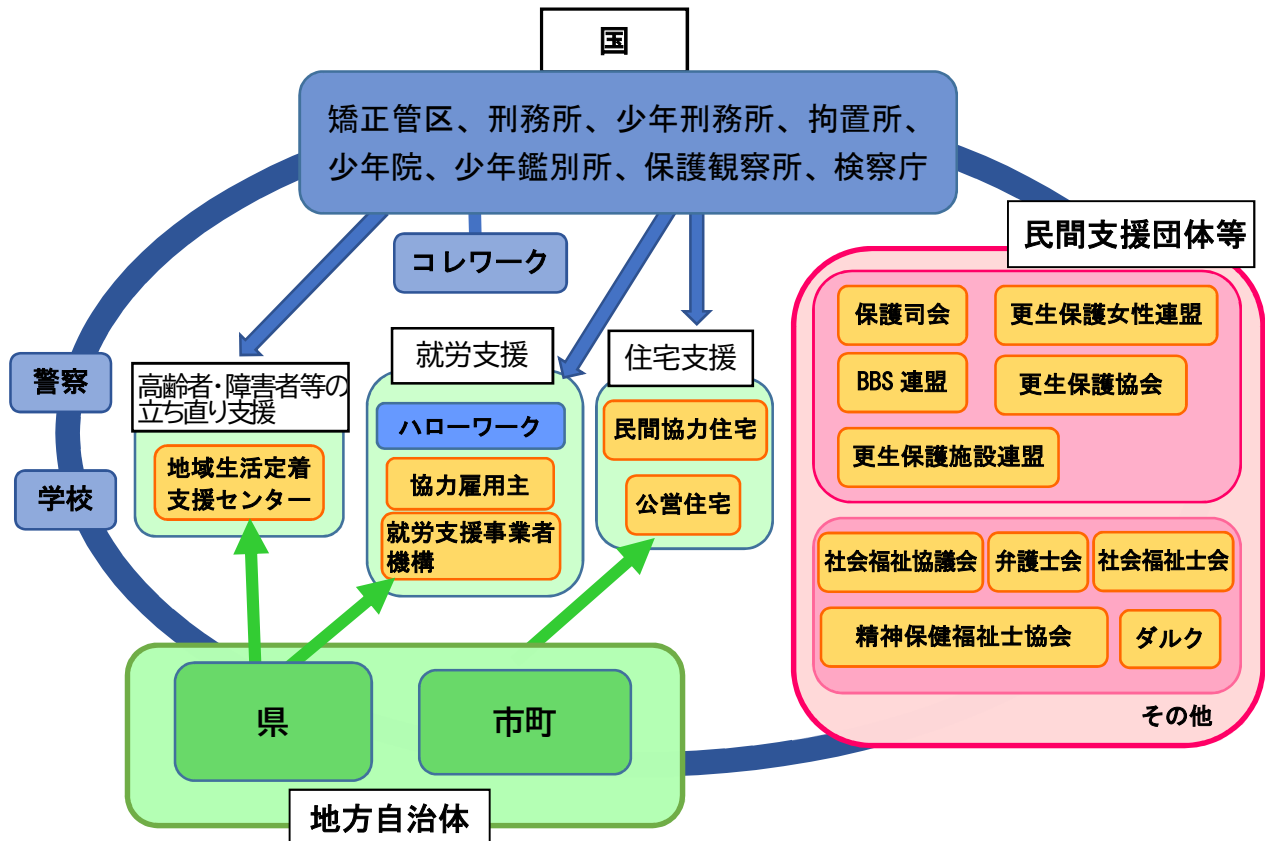 国
矯正管区、刑務所、少年刑務所、拘置所、
少年院、少年鑑別所、保護観察所、検察庁
コレワーク
民間支援団体等
保護司会
更生保護女性連盟
BBS 連盟
更生保護協会
更生保護施設連盟
社会福祉協議会
弁護士会
社会福祉士会
精神保健福祉士協会
ダルク
その他
警察
学校
高齢者・障害者等の
立ち直り支援
地域生活定着
支援センター
就労支援
ハローワーク
協力雇用主
就労支援事業者
機構
住宅支援
民間協力住宅
公営住宅
県
市町
地方自治体